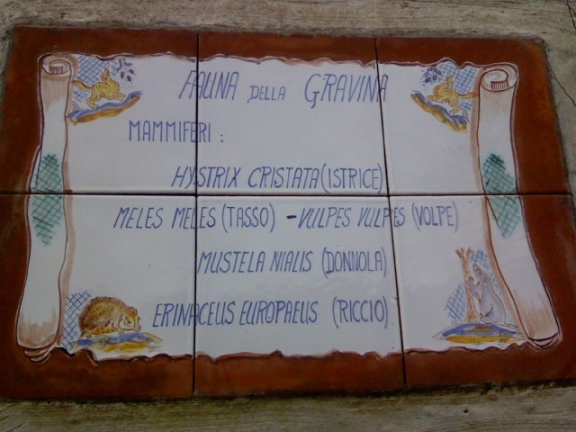 FAUNA DELLA GRAVINA
MAMMIFERI :
HYSTRIX CRISTATA (ISTRICE)
MELES MELES (TASSO) - VULPES VULPES (VOLPE)
MUSTELA NIALIS (DONNOLA)
ERINACEUS EUROPAEUS (RICCIO)